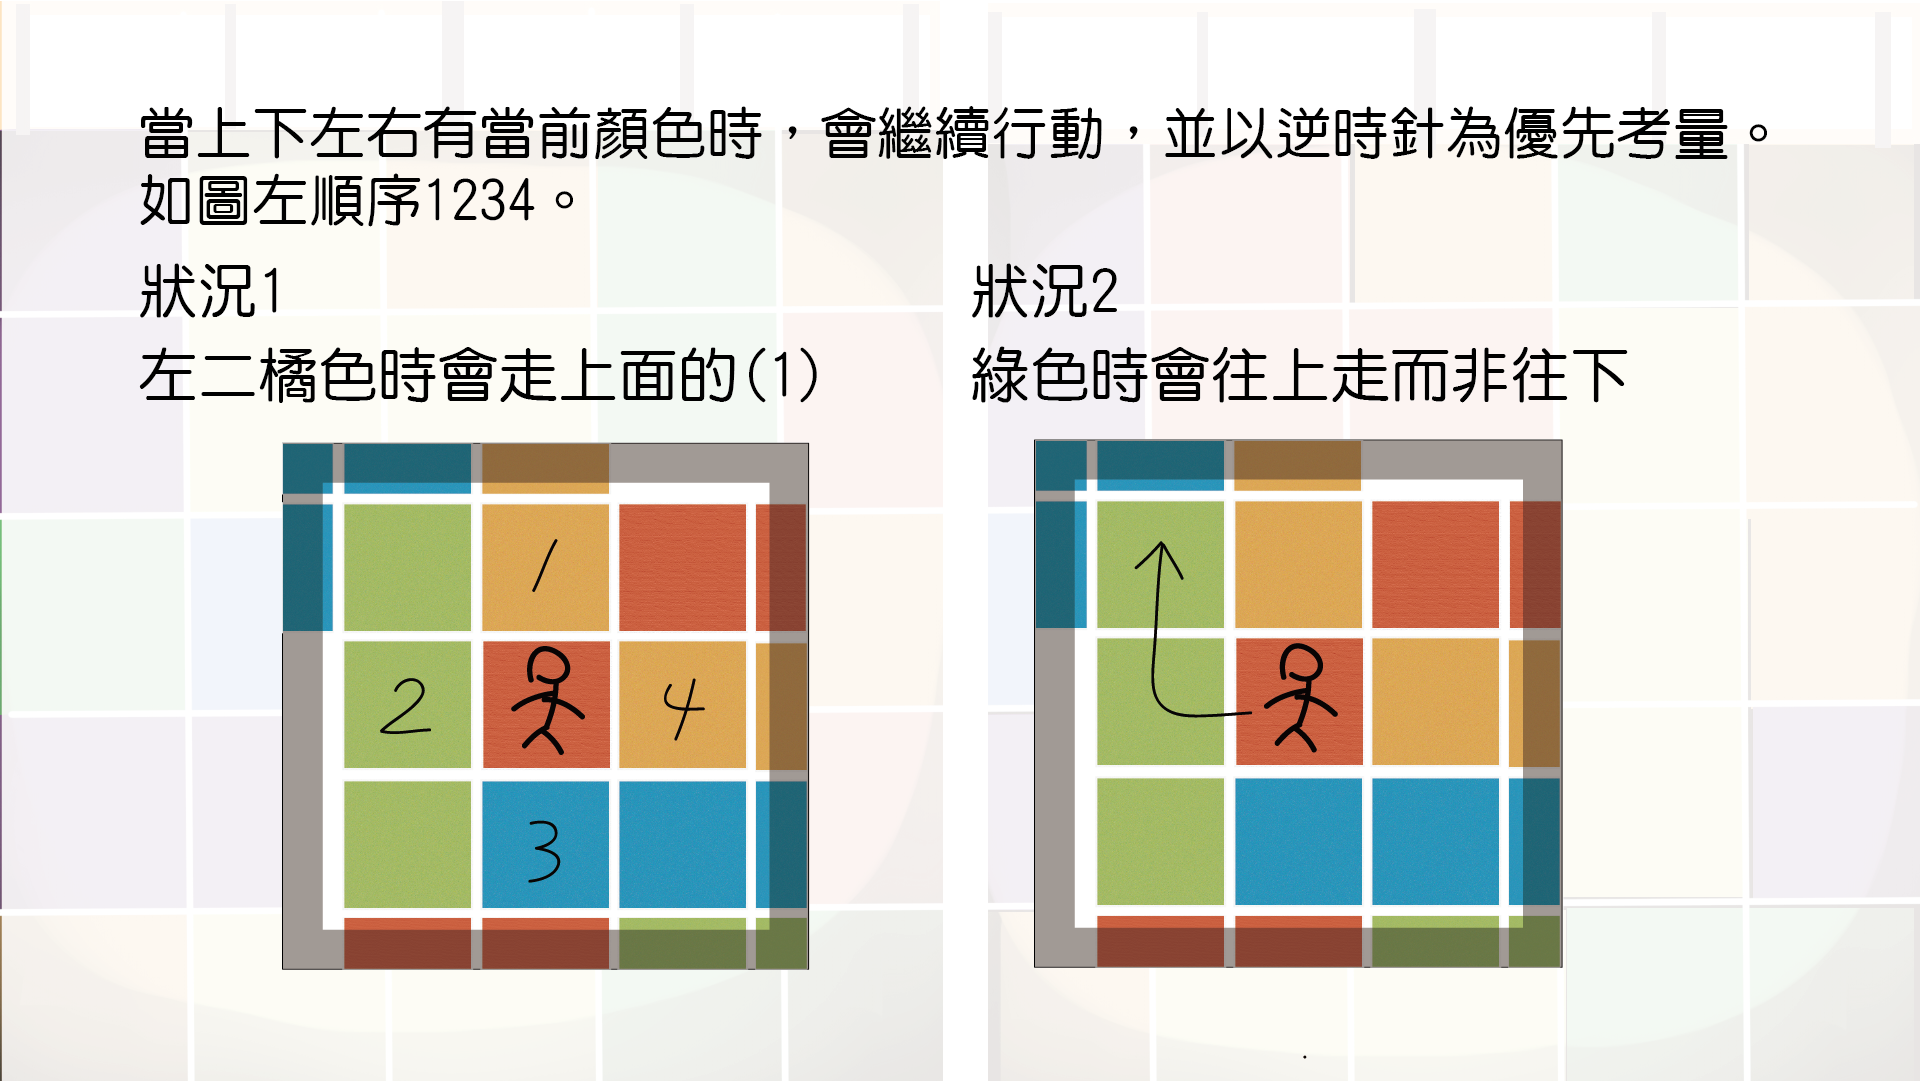 當上下左右有當前顏色時，會繼續行動，並以逆時針為優先考量。
如圖左順序1234。
狀況1
左二橘色時會走上面的(1)
狀況2
綠色時會往上走而非往下
1
2
4
3